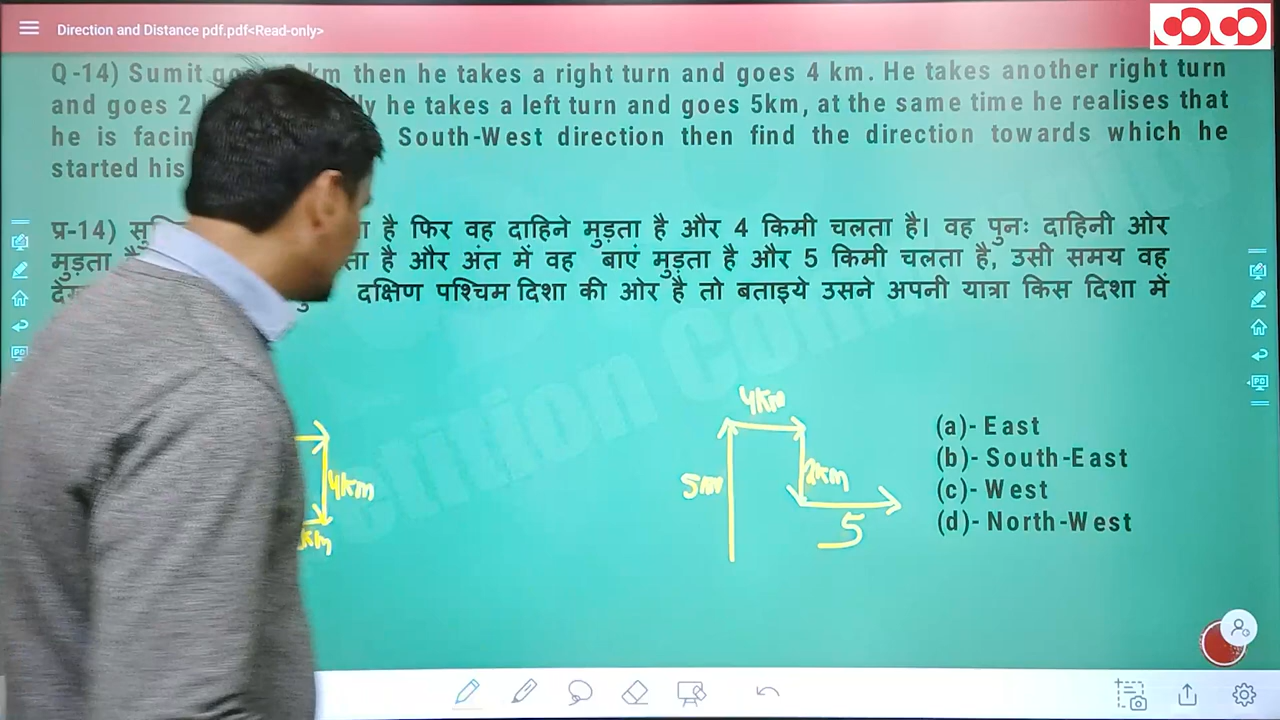 Direction and Distance pdf.pdf<Read-only>
Q-14) Sumit km then he takes a right turn and goes 4 km. He takes another right turn
and goes 2 he takes a left turn and goes 5km, at the same time he realises that
he is South-West direction then find the direction towards which he
started his
प्र-14) है फिर वह दाहिने मुड़ता है और 4 किमी चलता है। वह पुनः दाहिनी ओर
मुड़ता है और अंत में वह बाएं मुड़ता है और 5 किमी चलता है, उसी समय वह
दक्षिण पश्चिम दिशा की ओर है तो बताइये उसने अपनी यात्रा किस दिशा में
4km
4km
5km
2km
5
(a)- East
(b)- South-East
(c)- West
(d)- North-West